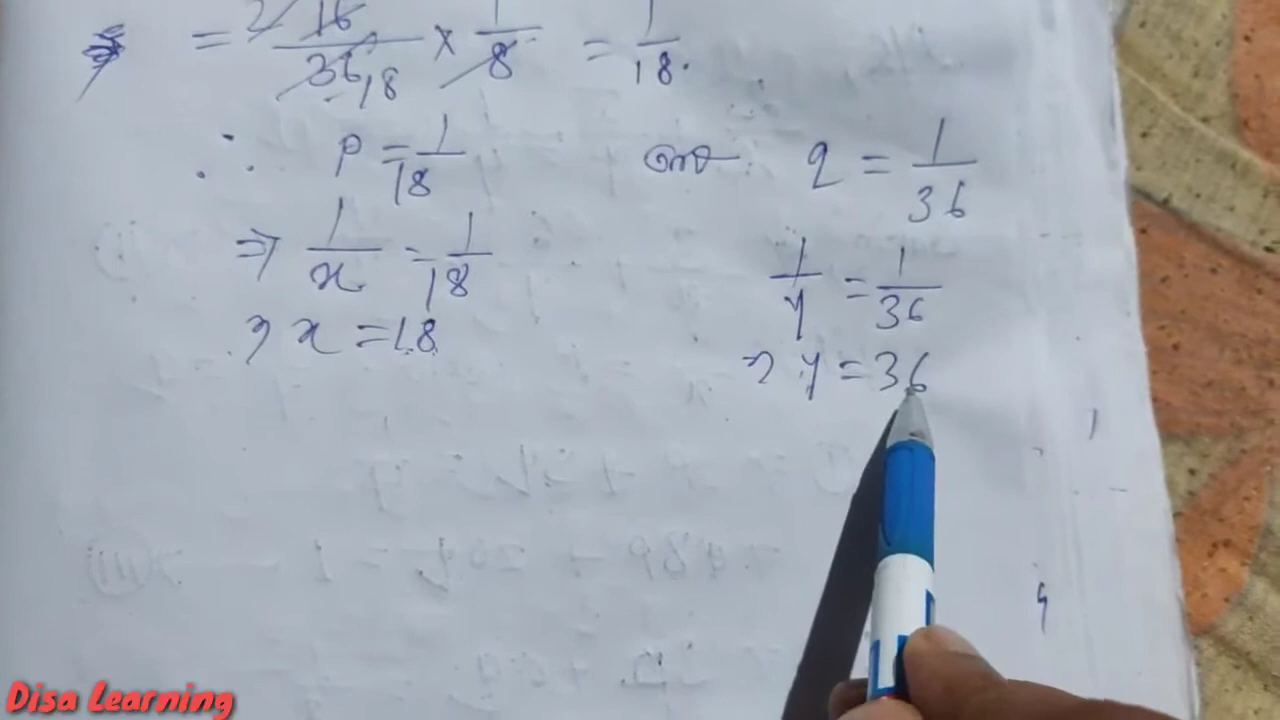 = 2 16/36 18 × 1/8 = 1/18.
∴ p = 1/18 আৰু q = 1/36
⇒ 1/x = 1/18 1/y = 1/36
⇒ x = 18 ⇒ y = 36
Disa Learning